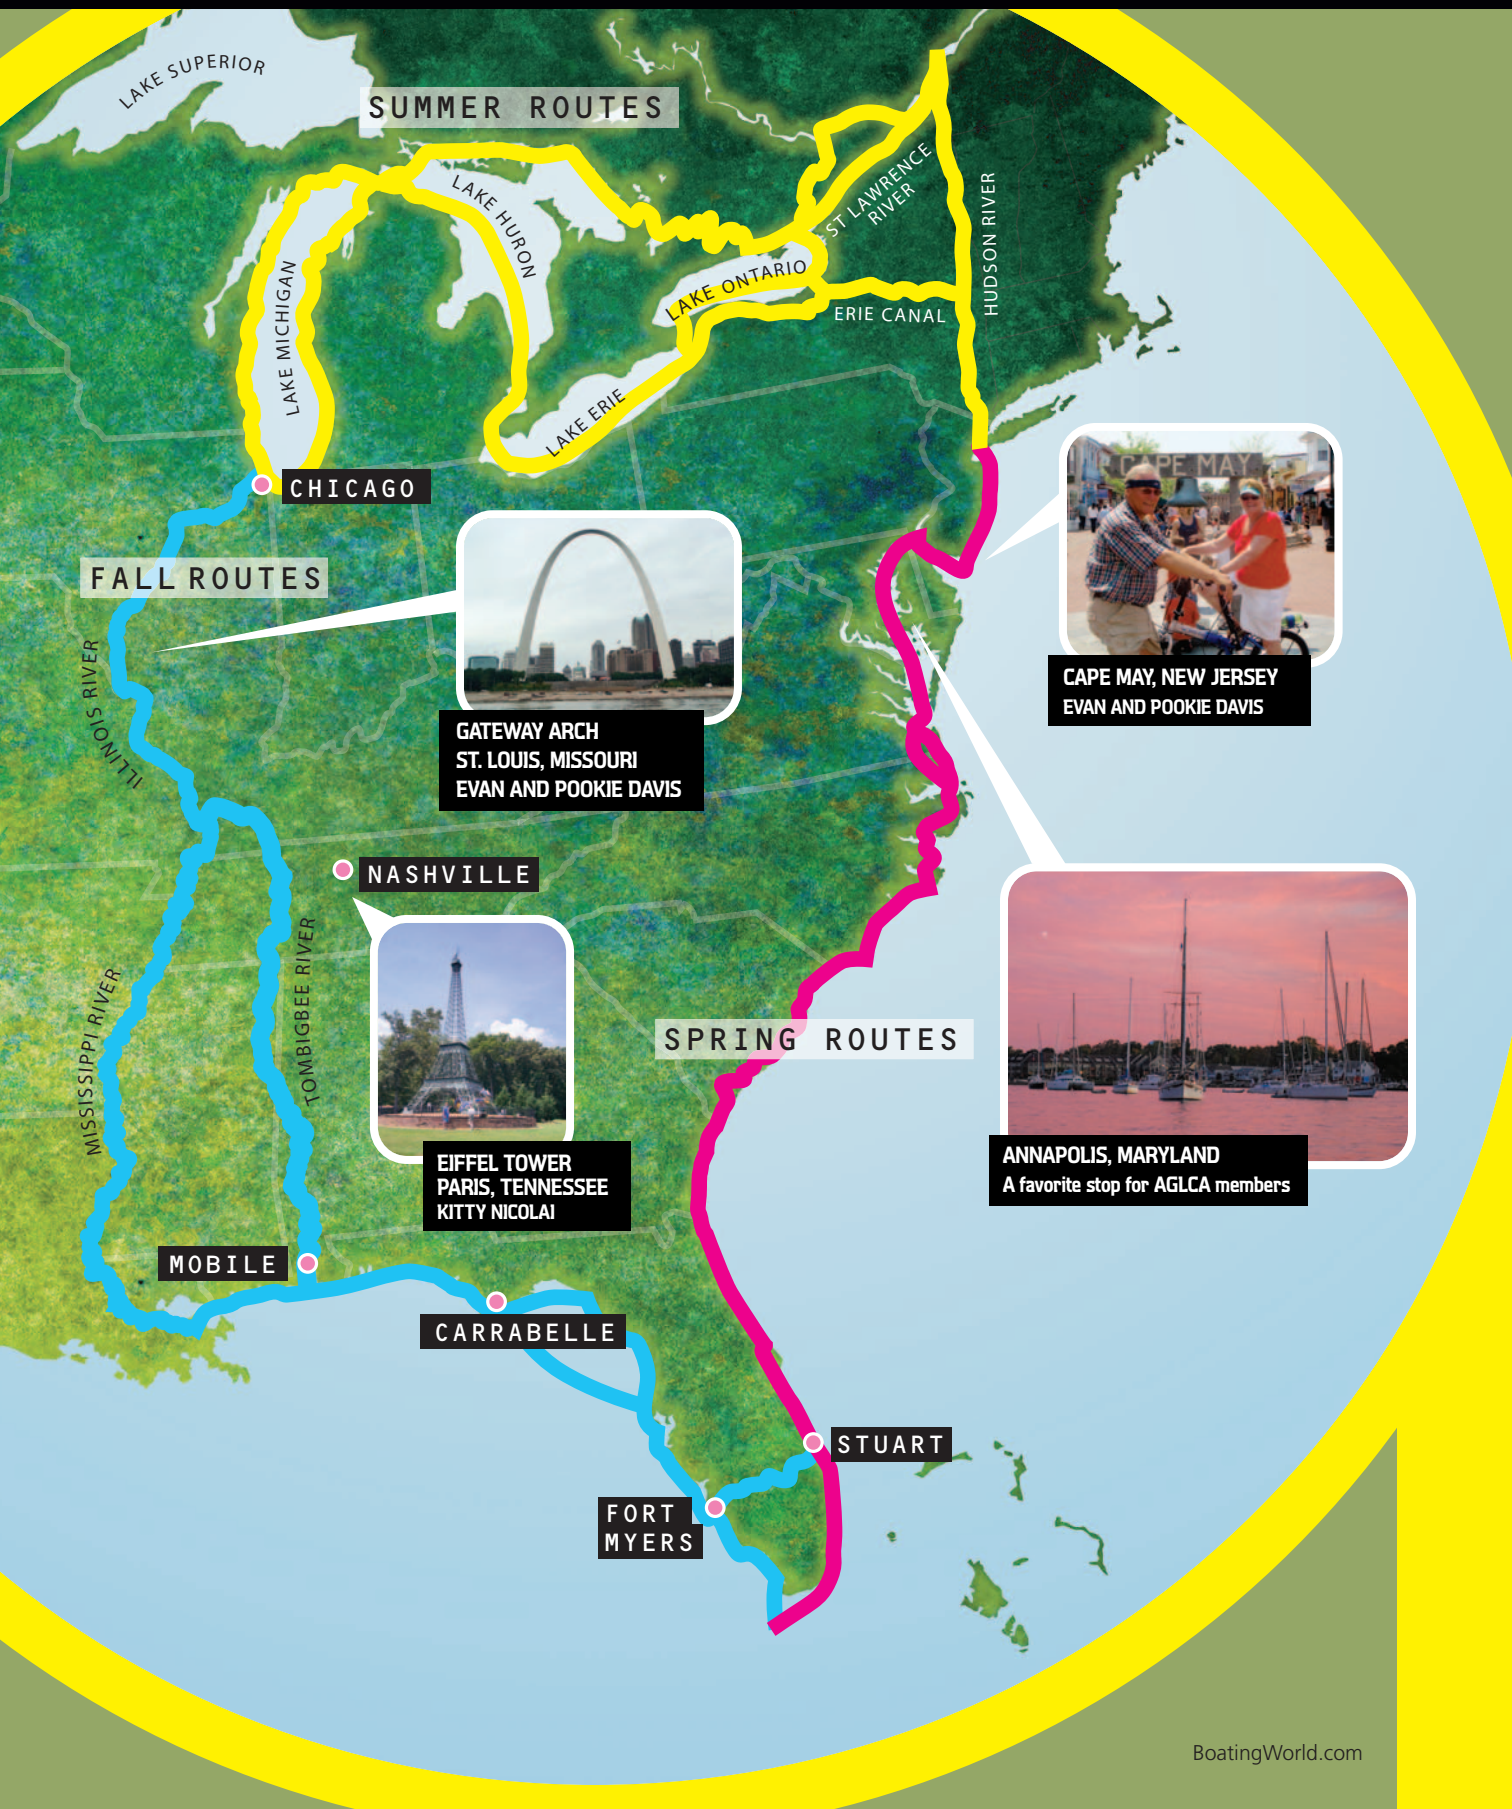 LAKE SUPERIOR
SUMMER ROUTES
LAKE HURON
ST LAWRENCE
RIVER
HUDSON RIVER
LAKE MICHIGAN
LAKE ONTARIO
ERIE CANAL
LAKE ERIE
CHICAGO
CAPE MAY
FALL ROUTES
ILLINOIS RIVER
CAPE MAY, NEW JERSEY
EVAN AND POOKIE DAVIS
GATEWAY ARCH
ST. LOUIS, MISSOURI
EVAN AND POOKIE DAVIS
NASHVILLE
TOMBIGBEE RIVER
MISSISSIPPI RIVER
SPRING ROUTES
EIFFEL TOWER
PARIS, TENNESSEE
KITTY NICOLAI
ANNAPOLIS, MARYLAND
A favorite stop for AGLCA members
MOBILE
CARRABELLE
STUART
FORT
MYERS
BoatingWorld.com